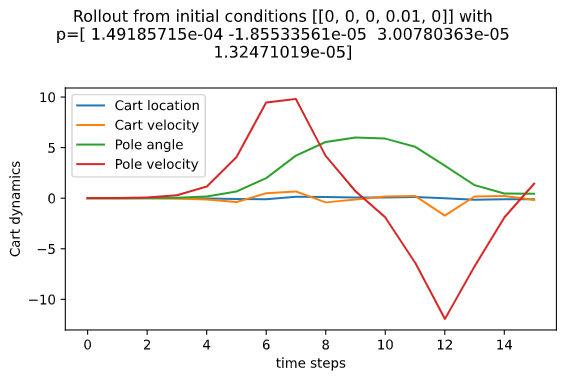 Rollout from initial conditions [[0, 0, 0, 0.01, 0]] with
p=[ 1.49185715e-04 -1.85533561e-05  3.00780363e-05
1.32471019e-05]
10
5
0
−5
−10
Cart dynamics
Cart location
Cart velocity
Pole angle
Pole velocity
0 2 4 6 8 10 12 14
time steps